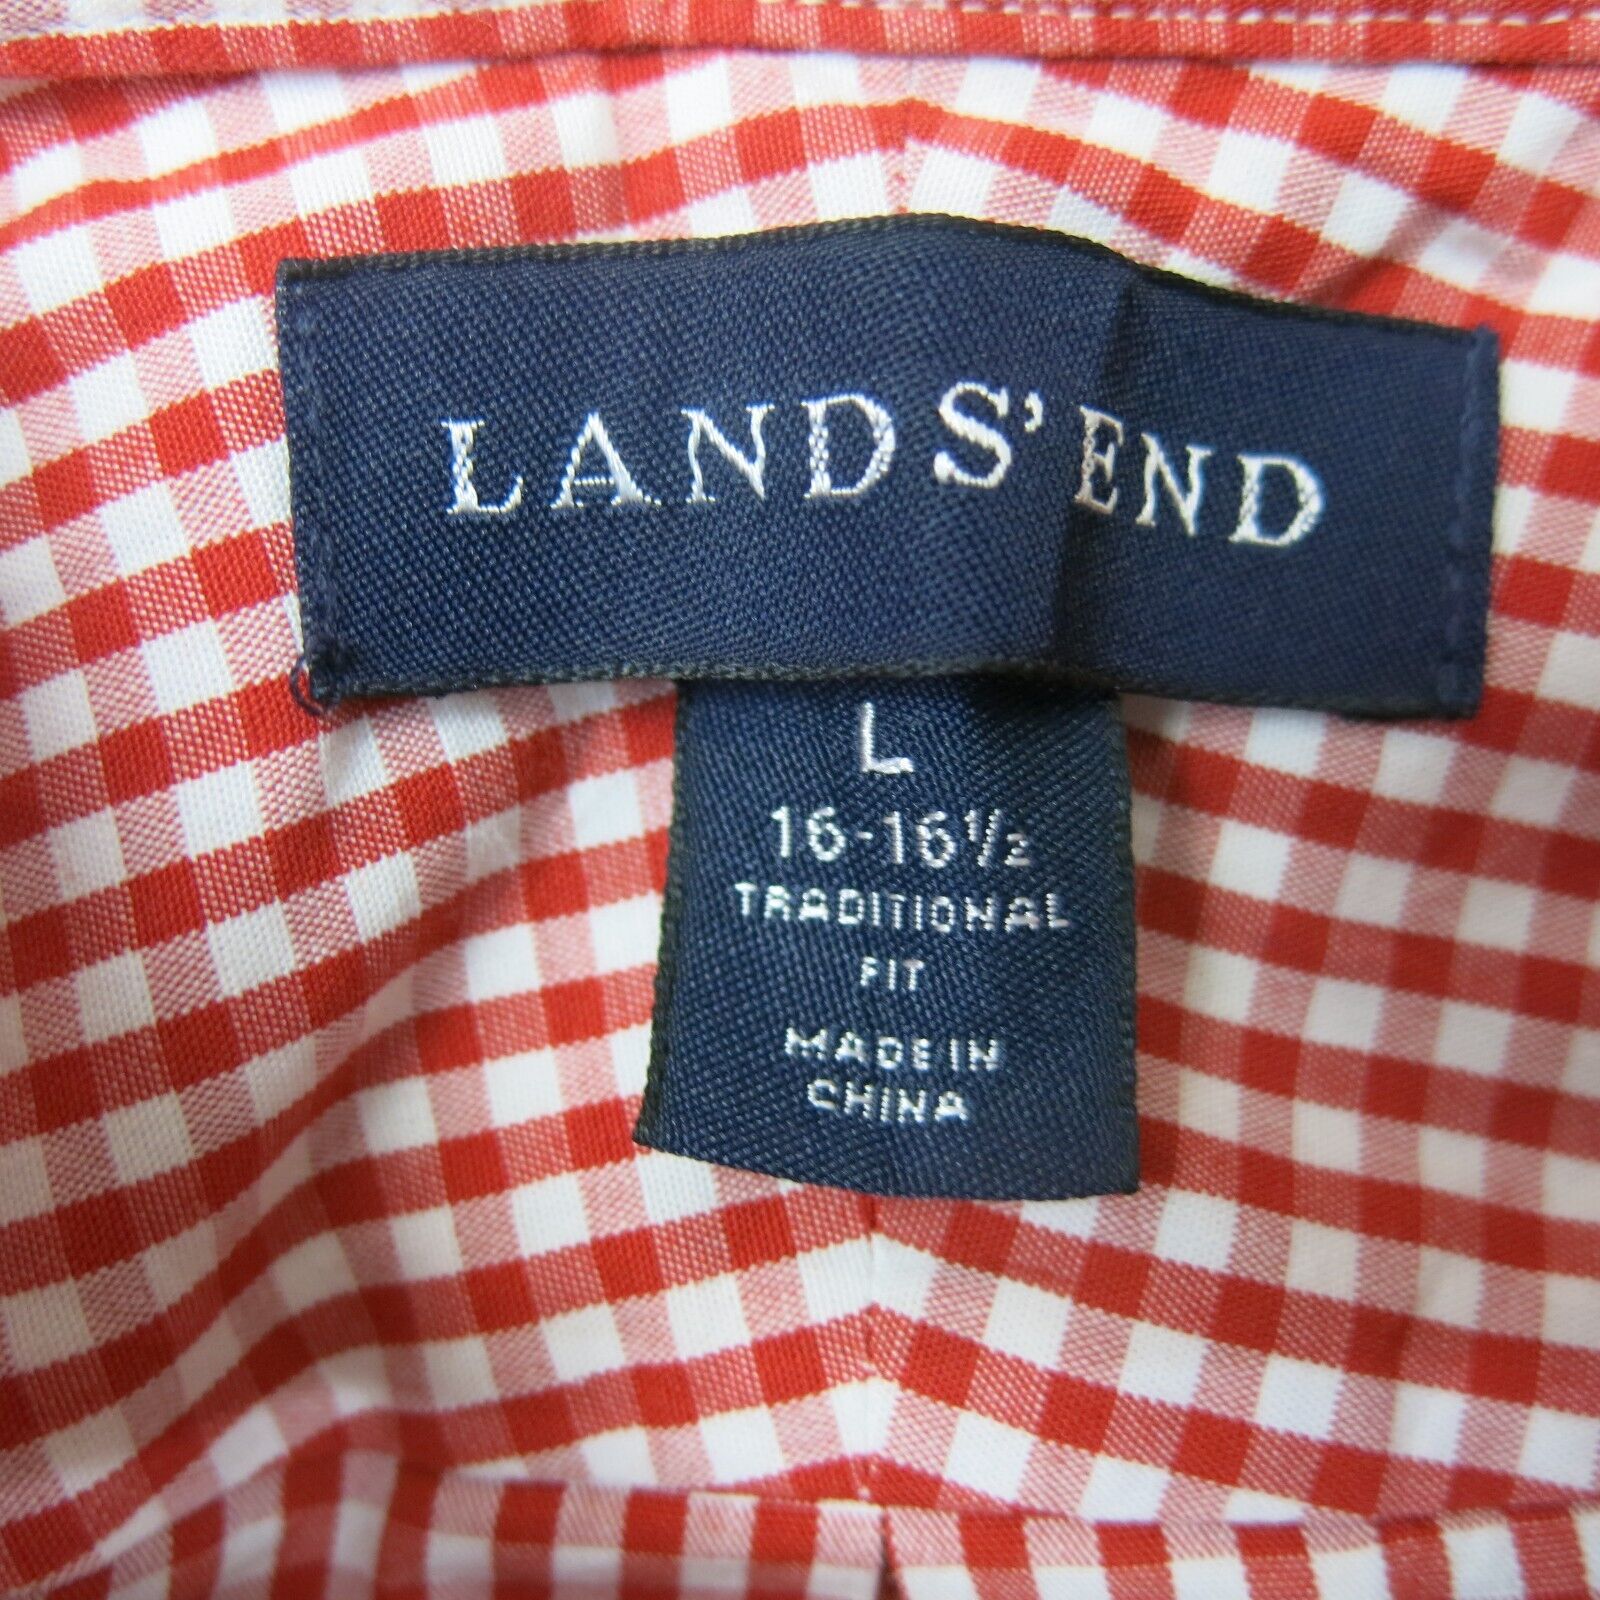 LANDS' END
L
16-16½
TRADITIONAL
FIT
MADE IN
CHINA